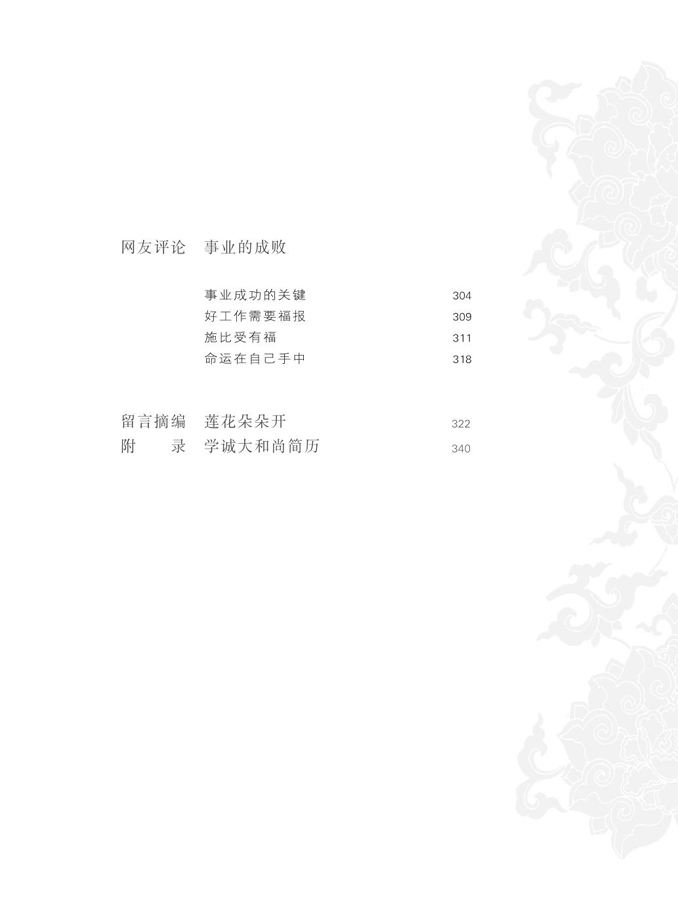 网友评论 事业的成败
事业成功的关键 304
好工作需要福报 309
施比受有福 311
命运在自己手中 318
留言摘编 莲花朵朵开 322
附 录 学诚大和尚简历 340